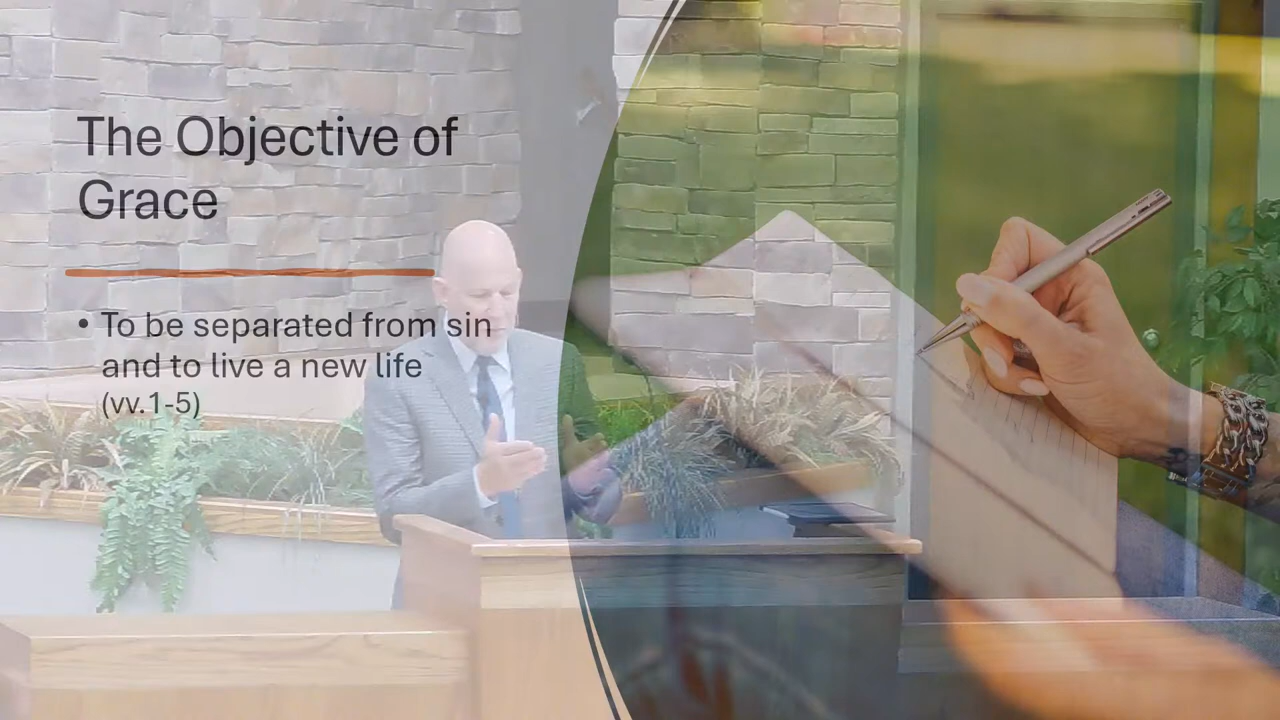 The Objective of
Grace
• To be separated from sin
and to live a new life
(vv.1-5)